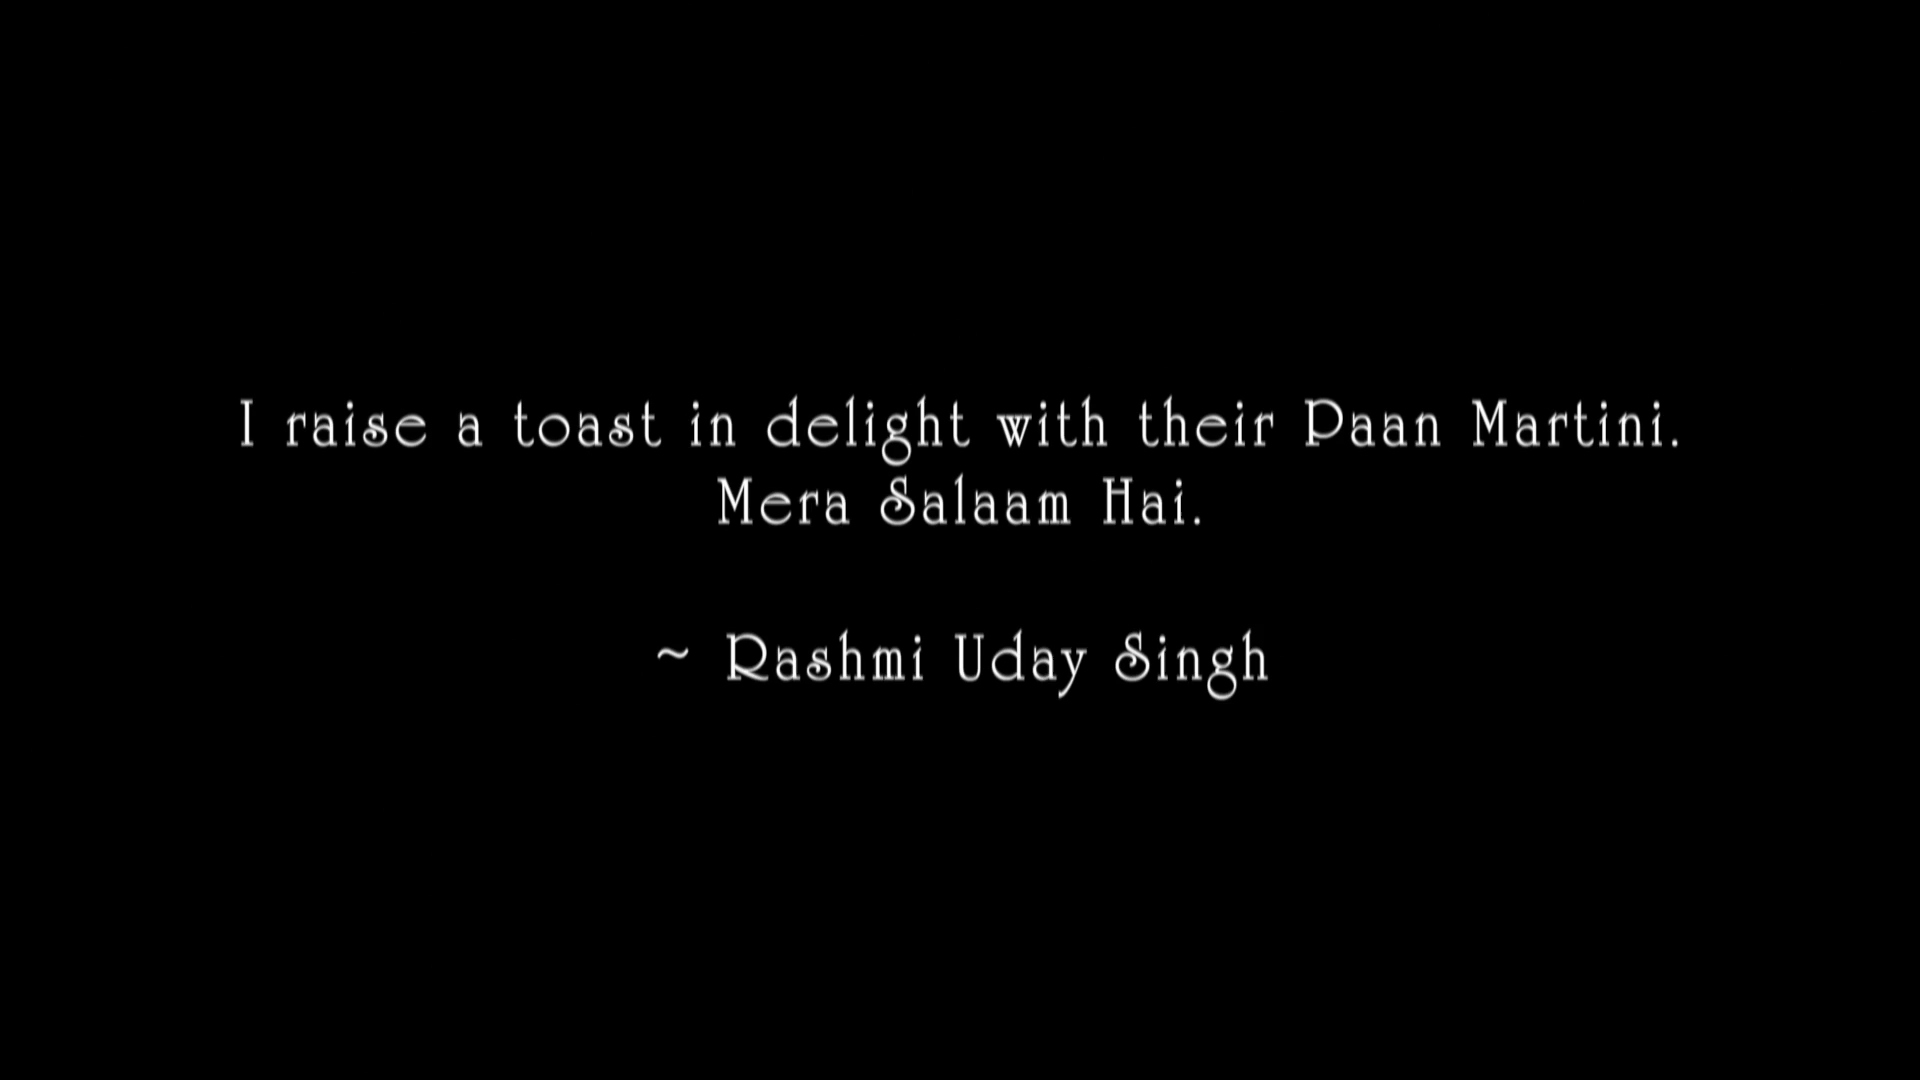 I raise a toast in delight with their Paan Martini.
Mera Salaam Hai.
~ Rashmi Uday Singh